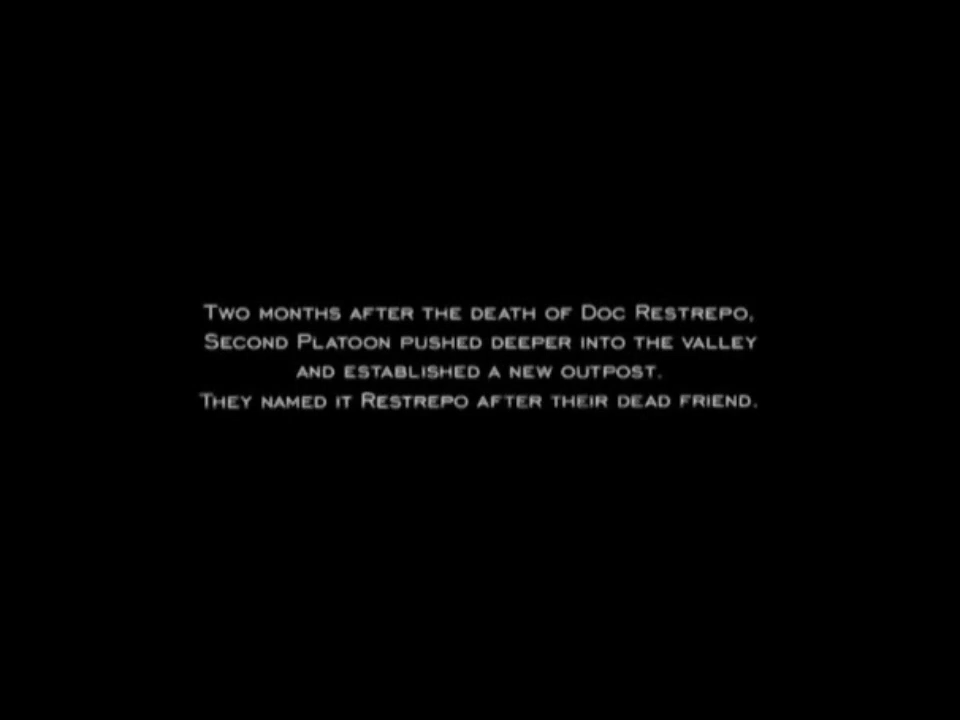 Two months after the death of Doc Restrepo,
Second Platoon pushed deeper into the valley
and established a new outpost.
They named it Restrepo after their dead friend.